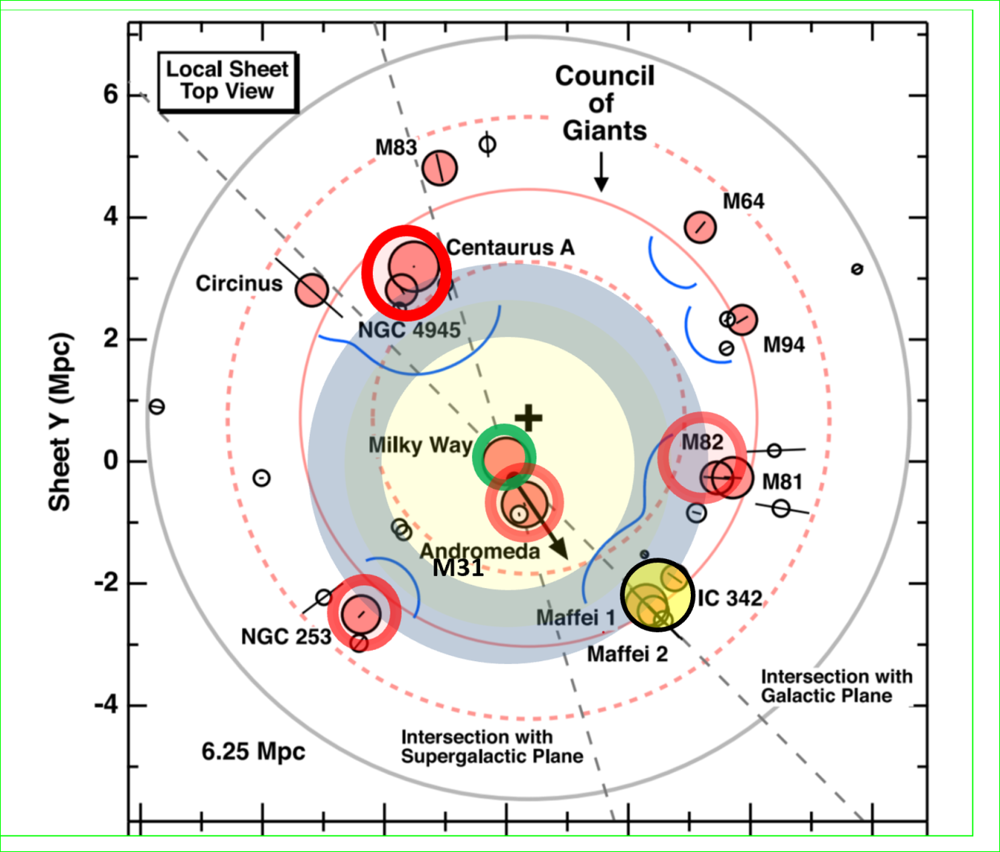 Local Sheet
Top View
Council
of
Giants
M83
M64
Centaurus A
Circinus
NGC 4945
M94
Milky Way
M82
M81
Andromeda
M31
IC 342
Maffei 1
NGC 253
Maffei 2
Intersection with
Galactic Plane
Intersection with
Supergalactic Plane
6.25 Mpc
Sheet Y (Mpc)
6
4
2
0
-2
-4